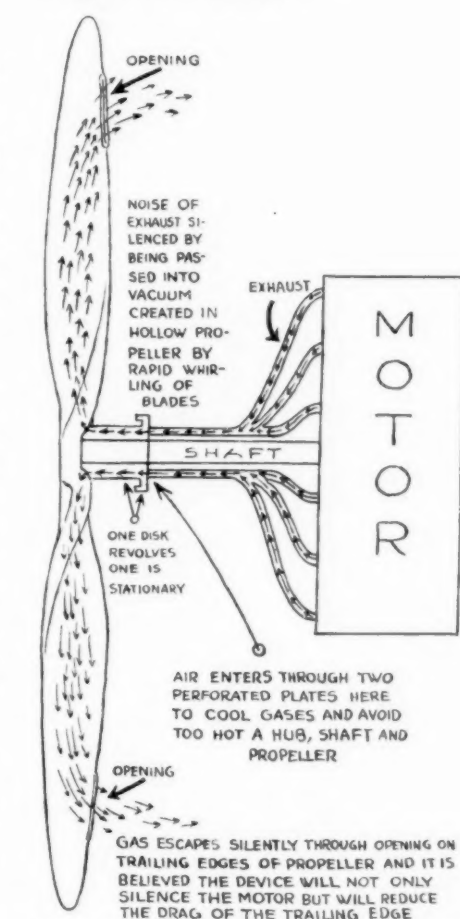 OPENING
NOISE OF
EXHAUST SI-
LENCED BY
BEING PAS-
SED INTO
VACUUM
CREATED IN
HOLLOW PRO-
PELLER BY
RAPID WHIR-
LING OF
BLADES
EXHAUST
MOTOR
SHAFT
ONE DISK
REVOLVES
ONE IS
STATIONARY
AIR ENTERS THROUGH TWO
PERFORATED PLATES HERE
TO COOL GASES AND AVOID
TOO HOT A HUB, SHAFT AND
PROPELLER
OPENING
GAS ESCAPES SILENTLY THROUGH OPENING ON
TRAILING EDGES OF PROPELLER AND IT IS
BELIEVED THE DEVICE WILL NOT ONLY
SILENCE THE MOTOR BUT WILL REDUCE
THE DRAG OF THE TRAILING EDGE